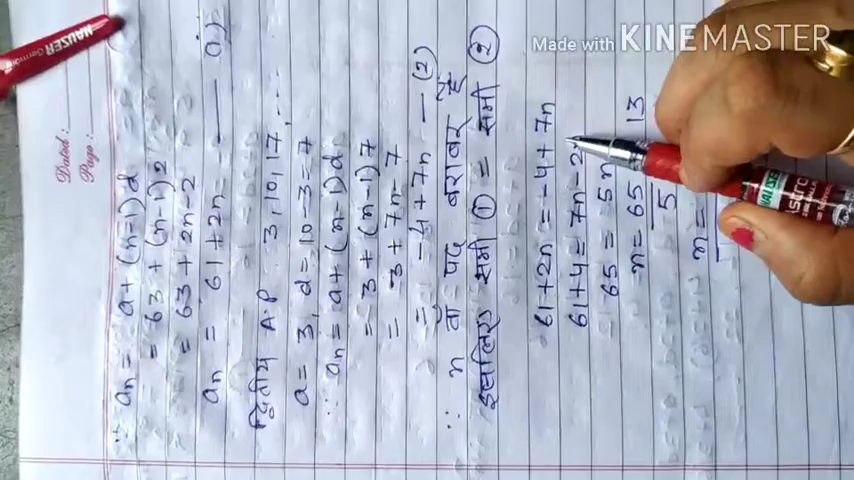 Made with KINEMASTER
HAUSER
Dated:
Page:
∵ an = a+(n-1)d
= 63+(n-1)2
= 63+2n-2
an = 61+2n — ①
द्वितीय A.P 3,10,17....
a=3, d=10-3=7
∴ an = a+(n-1)d
= 3+(n-1)7
= 3+7n-7
= -4+7n —(2)
∵ n वाँ पद बराबर है
इसलिए समी ① = समी ②
61+2n = -4+7n
61+4=7n-2
65 = 5n
n= 65 13
5
n=